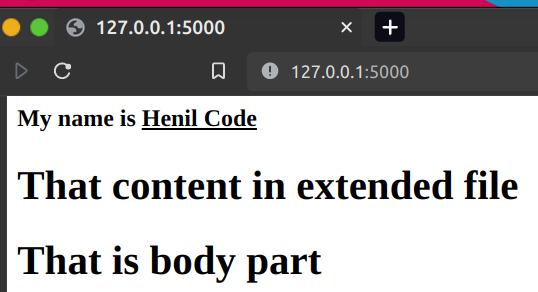 127.0.0.1:5000
127.0.0.1:5000
My name is Henil Code
That content in extended file
That is body part